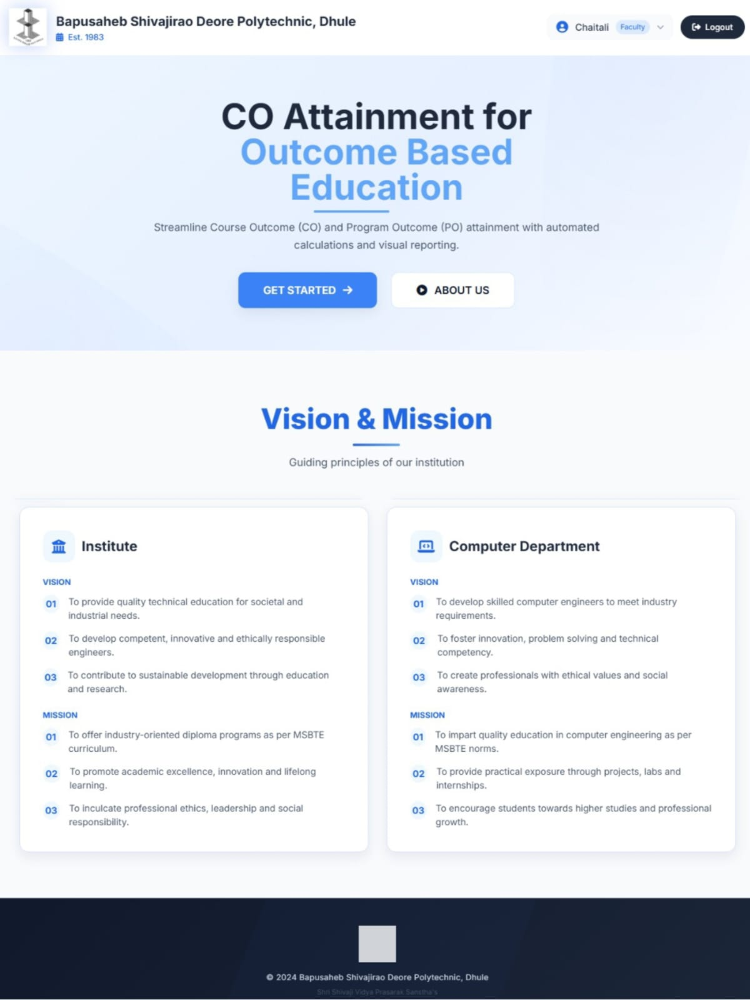 Bapusaheb Shivajirao Deore Polytechnic, Dhule
Est. 1983
Chaitali
Faculty
Logout
CO Attainment for
Outcome Based
Education
Streamline Course Outcome (CO) and Program Outcome (PO) attainment with automated
calculations and visual reporting.
GET STARTED
ABOUT US
Vision & Mission
Guiding principles of our institution
Institute
VISION
01 To provide quality technical education for societal and
industrial needs.
02 To develop competent, innovative and ethically responsible
engineers.
03 To contribute to sustainable development through education
and research.
MISSION
01 To offer industry-oriented diploma programs as per MSBTE
curriculum.
02 To promote academic excellence, innovation and lifelong
learning.
03 To inculcate professional ethics, leadership and social
responsibility.
Computer Department
VISION
01 To develop skilled computer engineers to meet industry
requirements.
02 To foster innovation, problem solving and technical
competency.
03 To create professionals with ethical values and social
awareness.
MISSION
01 To impart quality education in computer engineering as per
MSBTE norms.
02 To provide practical exposure through projects, labs and
internships.
03 To encourage students towards higher studies and professional
growth.
© 2024 Bapusaheb Shivajirao Deore Polytechnic, Dhule
Shri Shivaji Vidya Prasarak Sanstha's